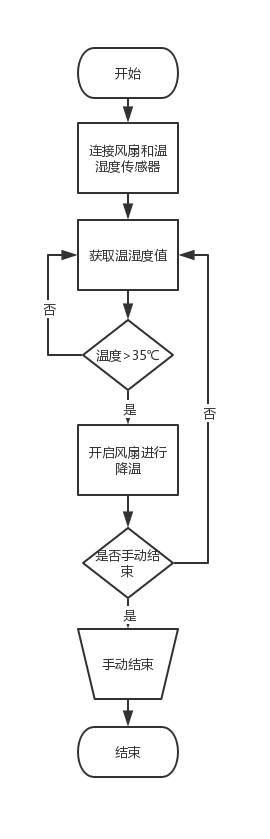 开始
连接风扇和温
湿度传感器
获取温湿度值
否
温度>35℃
是
否
开启风扇进行
降温
是否手动结
束
是
手动结束
结束